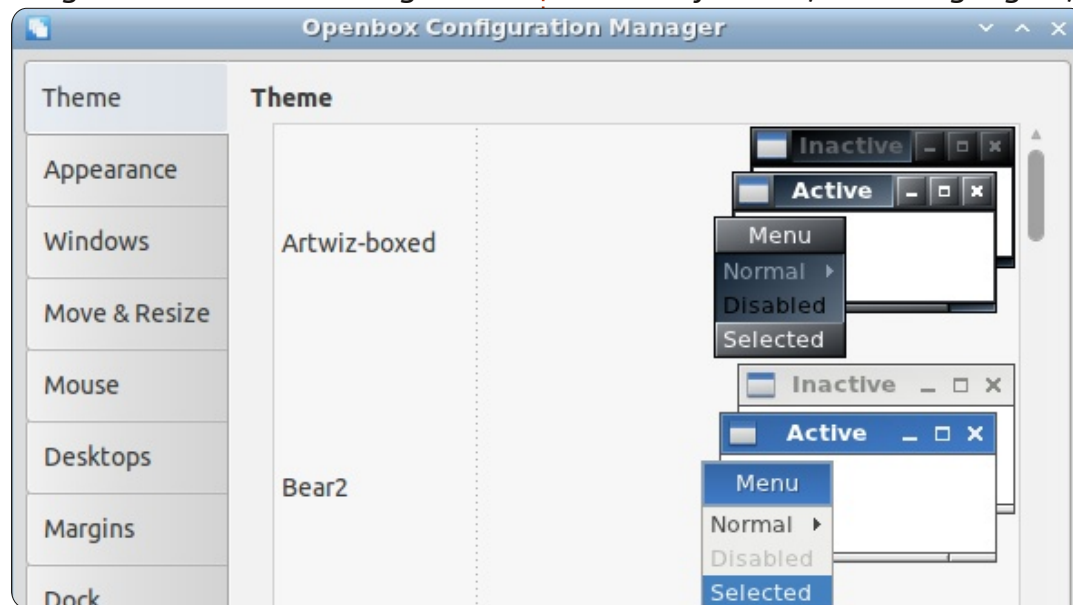 Openbox Configuration Manager
Theme
Appearance
Windows
Move & Resize
Mouse
Desktops
Margins
Dock
Theme
Artwiz-boxed
Inactive
Active
Menu
Normal
Disabled
Selected
Bear2
Inactive
Active
Menu
Normal
Disabled
Selected